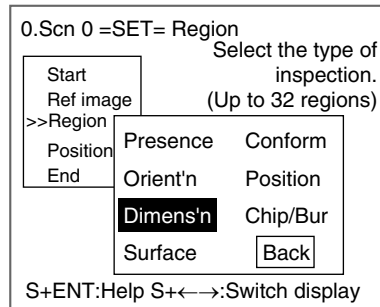 0.Scn 0 =SET= Region
Select the type of
inspection.
(Up to 32 regions)
Start
Ref image
>>Region
Position
End
Presence Conform
Orient'n Position
Dimens'n Chip/Bur
Surface Back
S+ENT:Help S+←→:Switch display